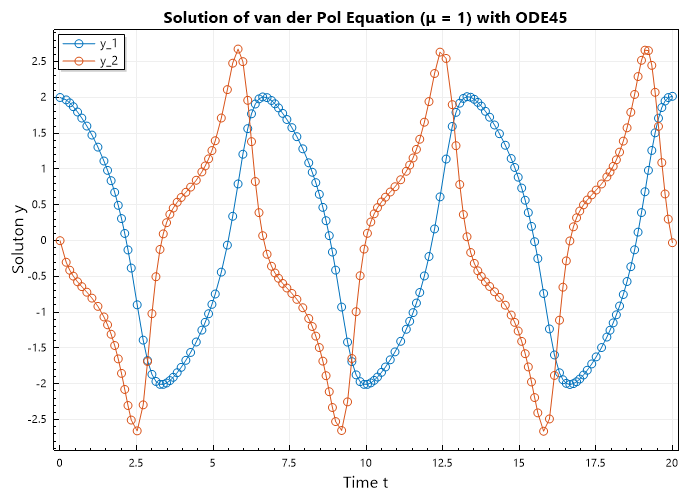 Solution of van der Pol Equation (μ = 1) with ODE45
y_1
y_2
2.5
2
1.5
1
0.5
0
-0.5
-1
-1.5
-2
-2.5
Soluton y
0 2.5 5 7.5 10 12.5 15 17.5 20
Time t